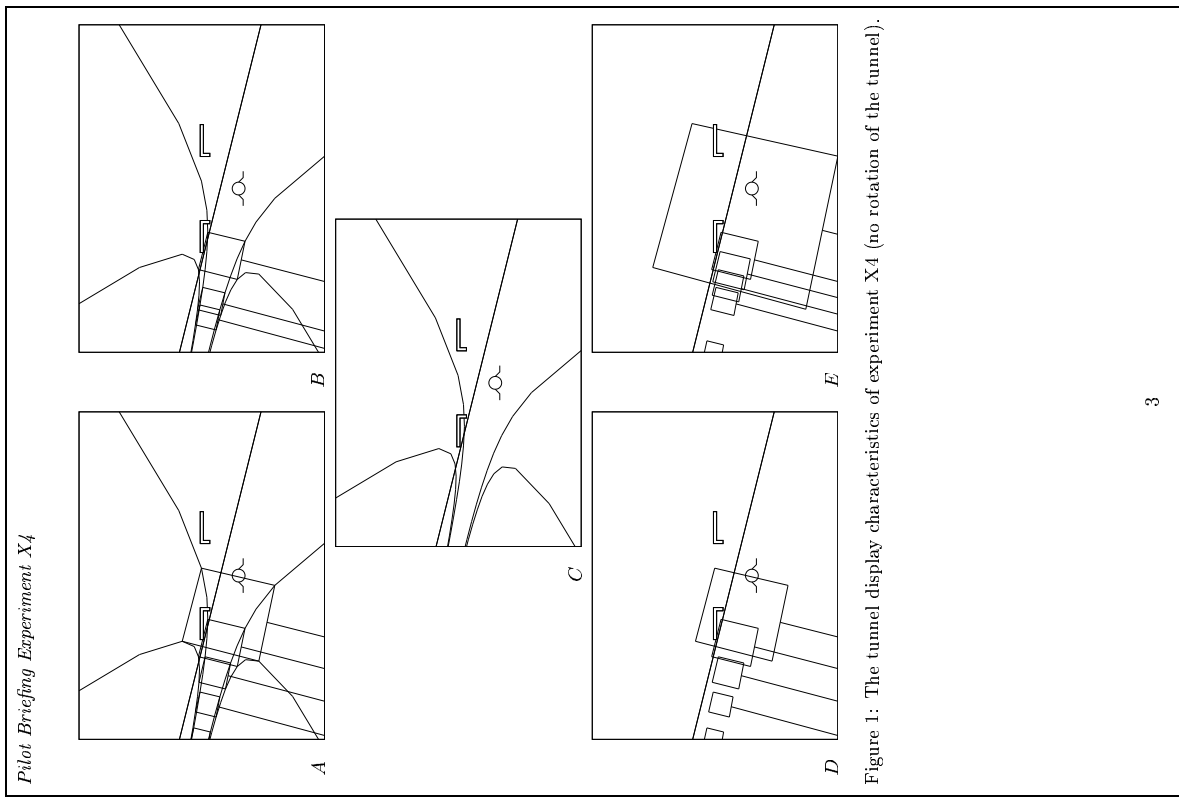 Pilot Briefing Experiment X4
A
B
C
D
E
Figure 1: The tunnel display characteristics of experiment X4 (no rotation of the tunnel).
3